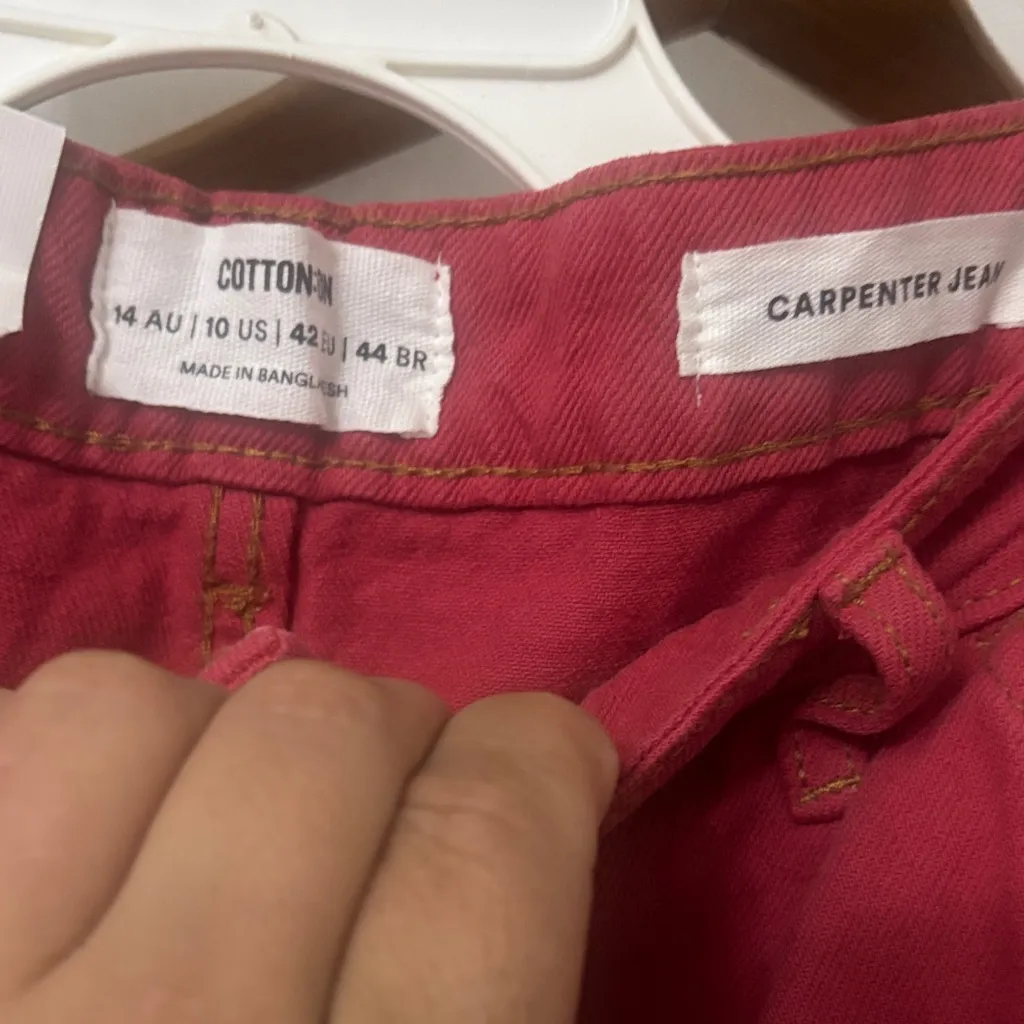 COTTON:ON
14 AU | 10 US | 42 EU | 44 BR
MADE IN BANGLADESH
CARPENTER JEAN